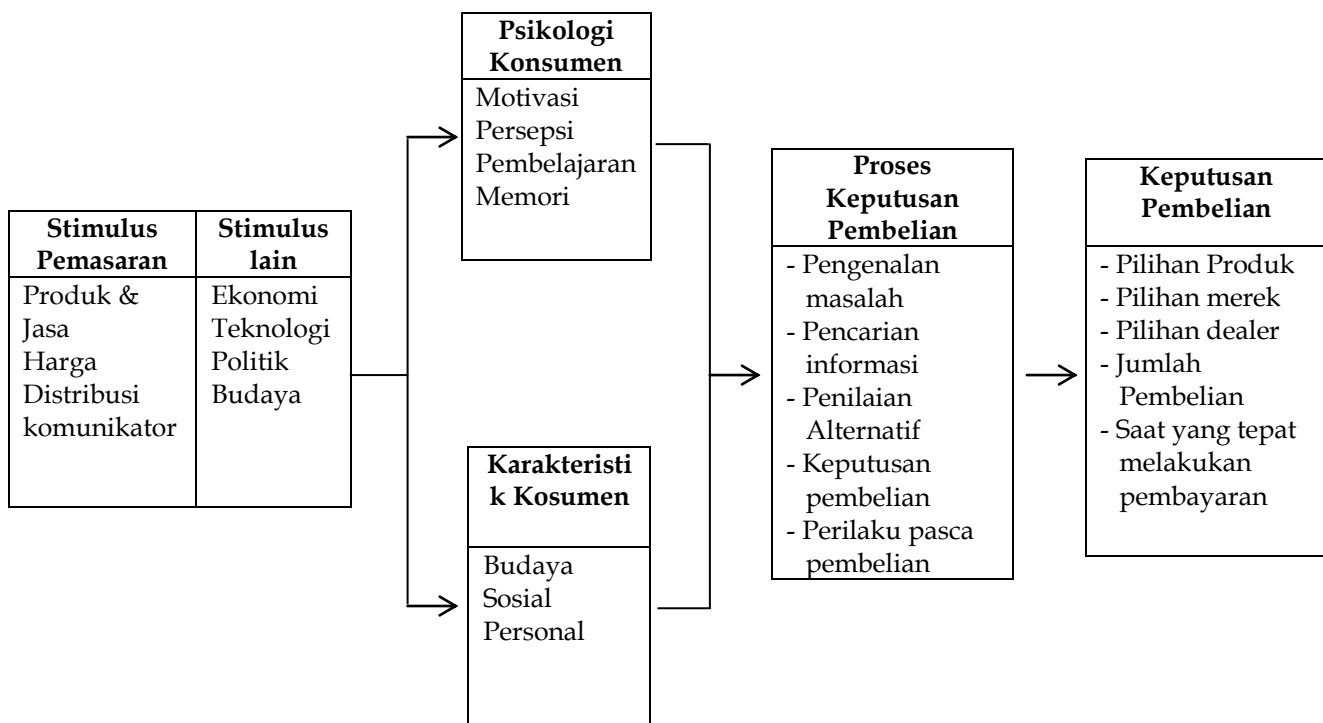 Stimulus
Pemasaran
Produk &
Jasa
Harga
Distribusi
komunikator
Stimulus
lain
Ekonomi
Teknologi
Politik
Budaya
Psikologi
Konsumen
Motivasi
Persepsi
Pembelajaran
Memori
Karakteristi
k Kosumen
Budaya
Sosial
Personal
Proses
Keputusan
Pembelian
- Pengenalan
masalah
- Pencarian
informasi
- Penilaian
Alternatif
- Keputusan
pembelian
- Perilaku pasca
pembelian
Keputusan
Pembelian
- Pilihan Produk
- Pilihan merek
- Pilihan dealer
- Jumlah
Pembelian
- Saat yang tepat
melakukan
pembayaran